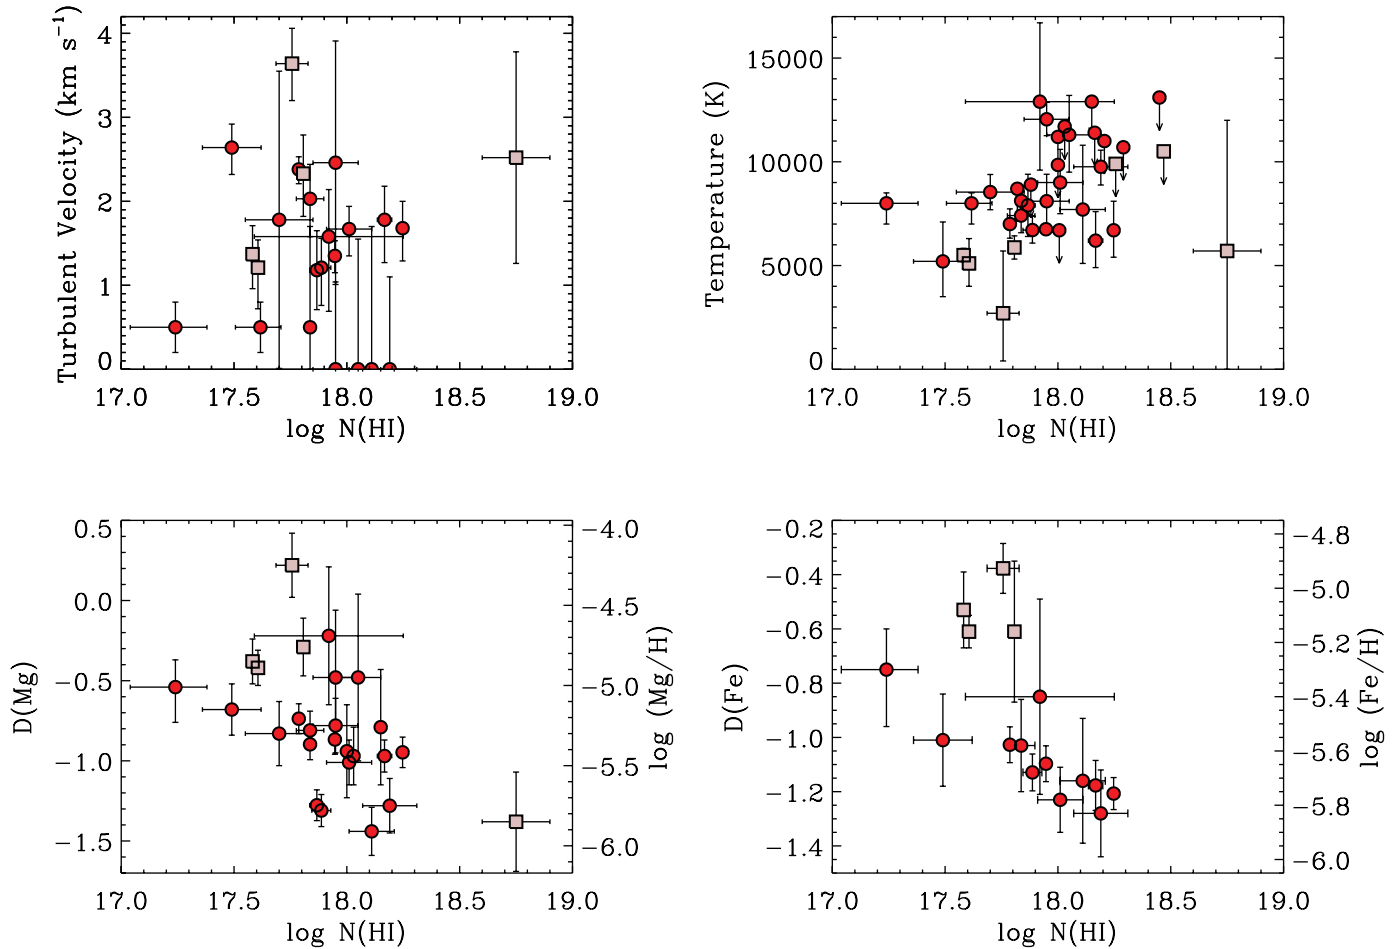 Turbulent Velocity (km s⁻¹)
4
3
2
1
0
17.0 17.5 18.0 18.5 19.0
log N(HI)
Temperature (K)
15000
10000
5000
0
17.0 17.5 18.0 18.5 19.0
log N(HI)
D(Mg)
0.5
0.0
−0.5
−1.0
−1.5
17.0 17.5 18.0 18.5 19.0
log N(HI)
−4.0
−4.5
−5.0
−5.5
−6.0
log (Mg/H)
D(Fe)
−0.2
−0.4
−0.6
−0.8
−1.0
−1.2
−1.4
17.0 17.5 18.0 18.5 19.0
log N(HI)
−4.8
−5.0
−5.2
−5.4
−5.6
−5.8
−6.0
log (Fe/H)